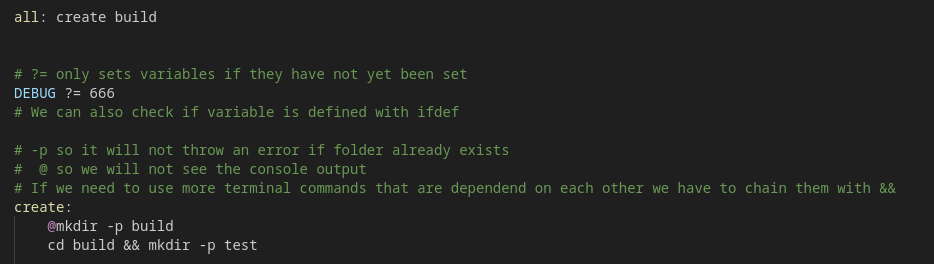 all: create build
# ?= only sets variables if they have not yet been set
DEBUG ?= 666
# We can also check if variable is defined with ifdef
# -p so it will not throw an error if folder already exists
#  @ so we will not see the console output
# If we need to use more terminal commands that are dependend on each other we have to chain them with &&
create:
    @mkdir -p build
    cd build && mkdir -p test